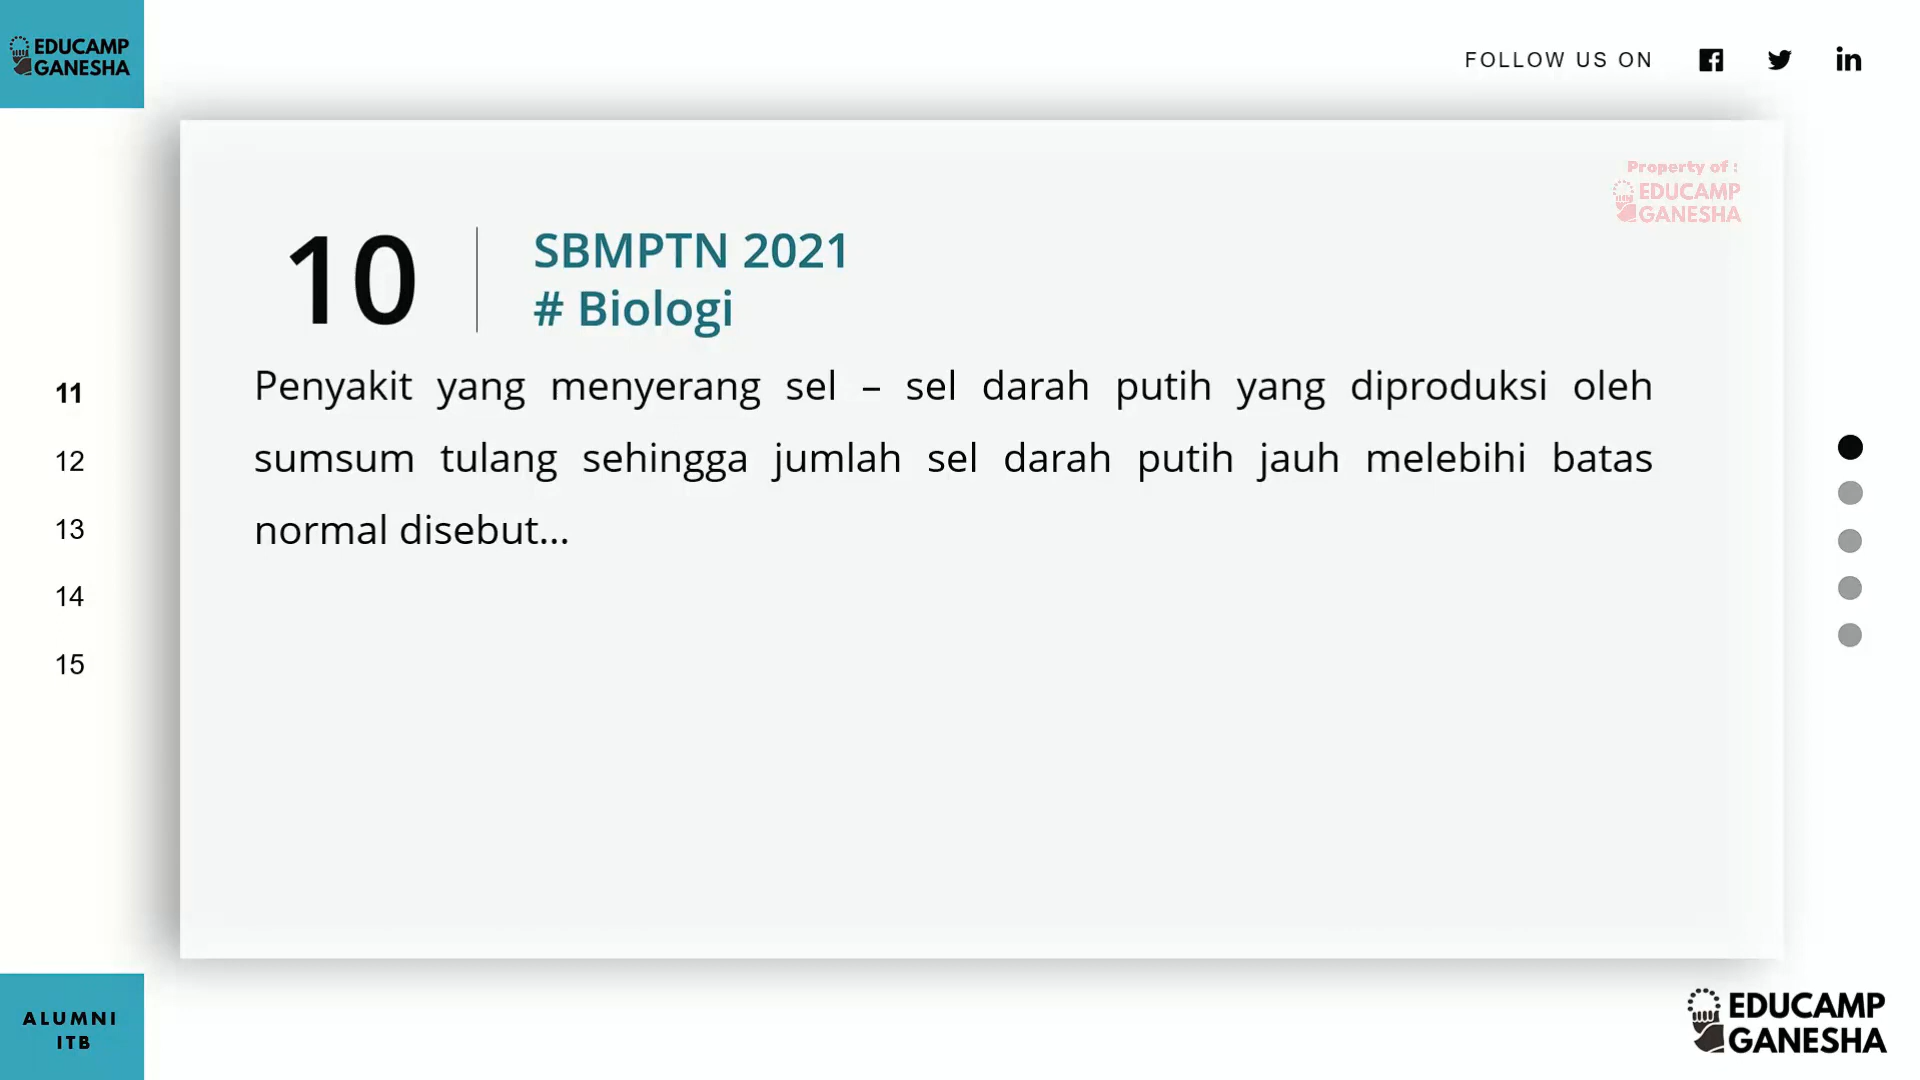 EDUCAMP
GANESHA
FOLLOW US ON
Property of :
EDUCAMP
GANESHA
10
SBMPTN 2021
# Biologi
Penyakit yang menyerang sel – sel darah putih yang diproduksi oleh
sumsum tulang sehingga jumlah sel darah putih jauh melebihi batas
normal disebut...
11
12
13
14
15
ALUMNI
ITB
EDUCAMP
GANESHA